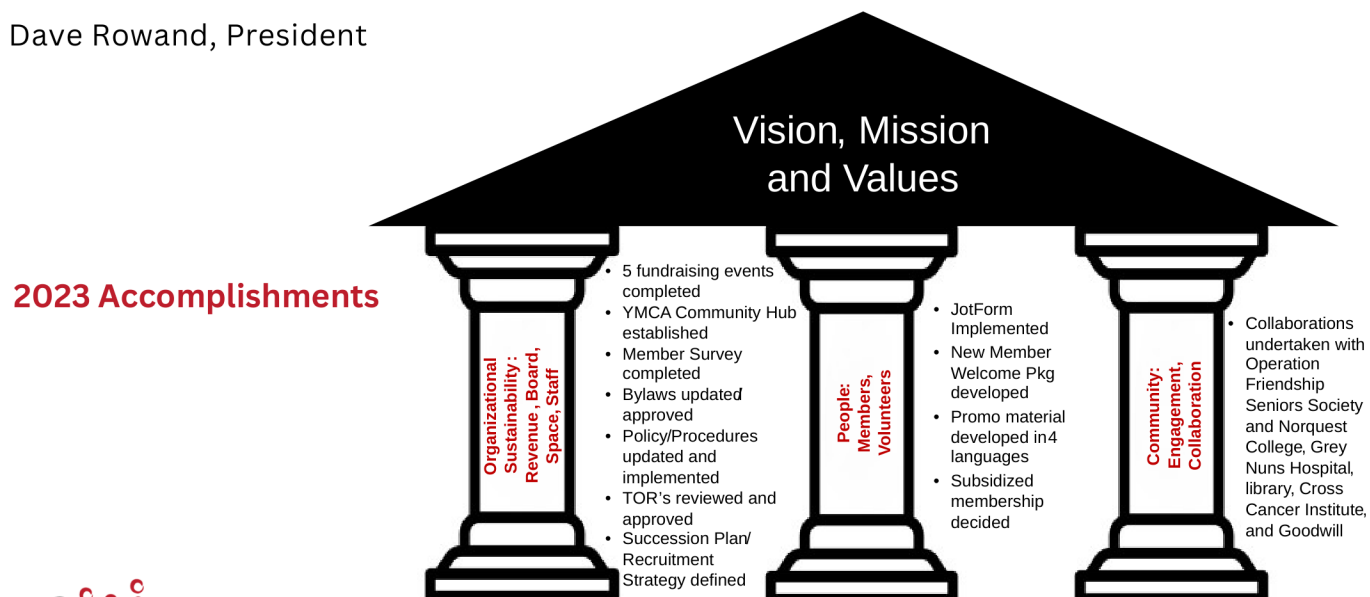 Dave Rowand, President
Vision, Mission
and Values
2023 Accomplishments
Organizational
Sustainability:
Revenue, Board,
Space, Staff
• 5 fundraising events
completed
• YMCA Community Hub
established
• Member Survey
completed
• Bylaws updated/
approved
• Policy/Procedures
updated and
implemented
• TOR's reviewed and
approved
• Succession Plan/
Recruitment
Strategy defined
People:
Members,
Volunteers
• JotForm
Implemented
• New Member
Welcome Pkg
developed
• Promo material
developed in 4
languages
• Subsidized
membership
decided
Community:
Engagement,
Collaboration
• Collaborations
undertaken with
Operation
Friendship
Seniors Society
and Norquest
College, Grey
Nuns Hospital,
library, Cross
Cancer Institute,
and Goodwill